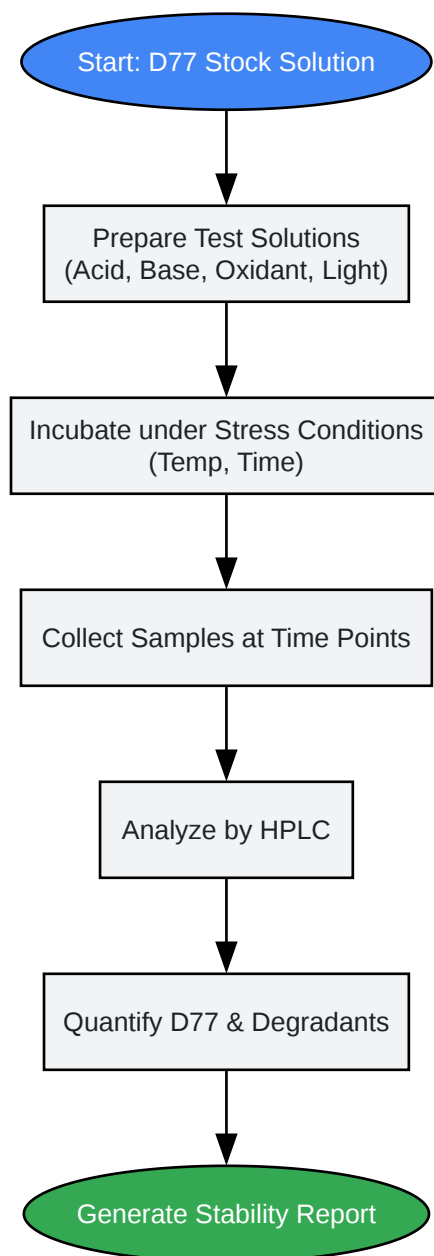 Start: D77 Stock Solution
Prepare Test Solutions
(Acid, Base, Oxidant, Light)
Incubate under Stress Conditions
(Temp, Time)
Collect Samples at Time Points
Analyze by HPLC
Quantify D77 & Degradants
Generate Stability Report